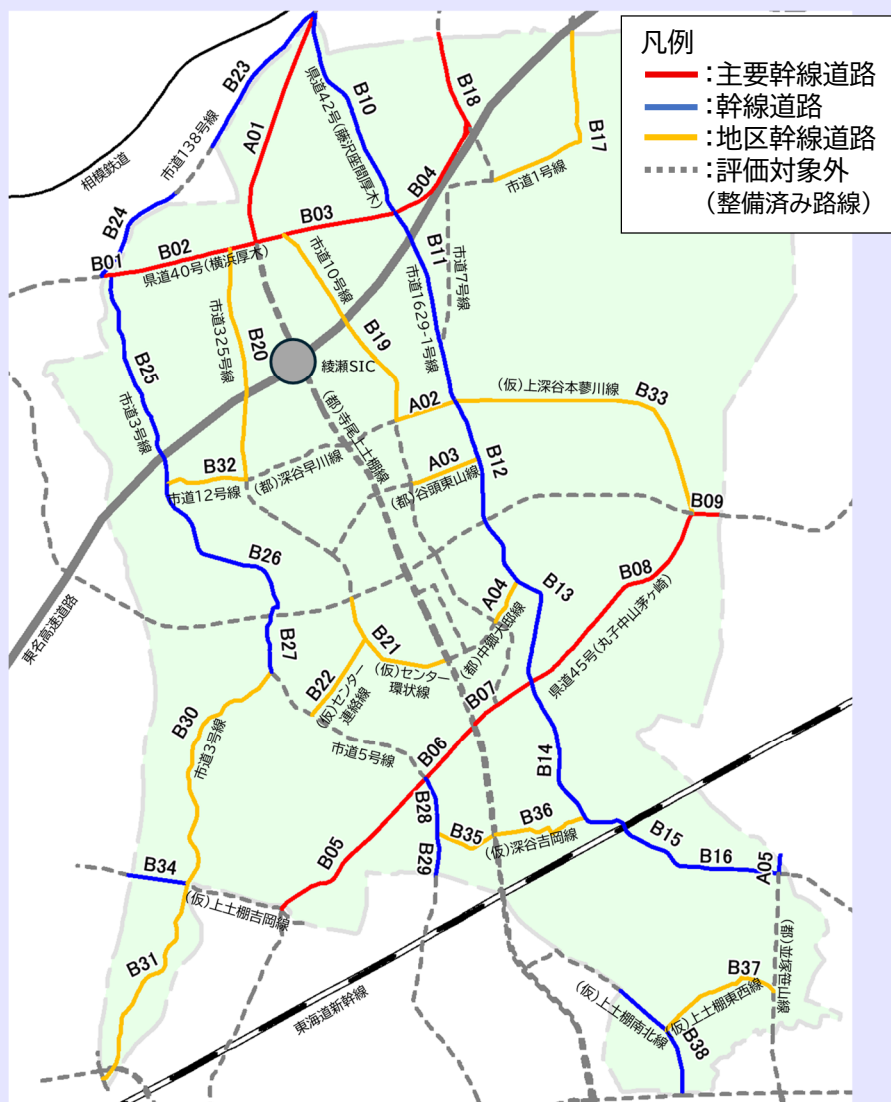 凡例
:主要幹線道路
:幹線道路
:地区幹線道路
:評価対象外
(整備済み路線)
B23
B10
県道42号(藤沢座間厚木)
B18
B17
A01
市道138号線
相模鉄道
B04
市道1号線
B24
B03
B02
B01
県道40号(横浜厚木)
B11
市道7号線
市道10号線
市道1629-1号線
市道325号線
B20
B19
B25
綾瀬SIC
市道3号線
(都)寺尾上土棚線
A02
(仮)上深谷本蓼川線
B33
B32
(都)深谷早川線
A03
B12
市道12号線
(都)谷頭東山線
B09
B26
B08
A04
B13
東名高速道路
(都)中郷大邸線
県道45号(丸子中山茅ヶ崎)
B27
B21
(仮)センター
環状線
B22
(仮)センター
連絡線
B07
B30
市道3号線
市道5号線
B06
B14
B28
B36
B35
(仮)深谷吉岡線
B15
B05
B29
B16
A05
B34
(仮)上土棚吉岡線
(都)並塚笹山線
B31
B37
東海道新幹線
(仮)上土棚南北線
(仮)上土棚東西線
B38